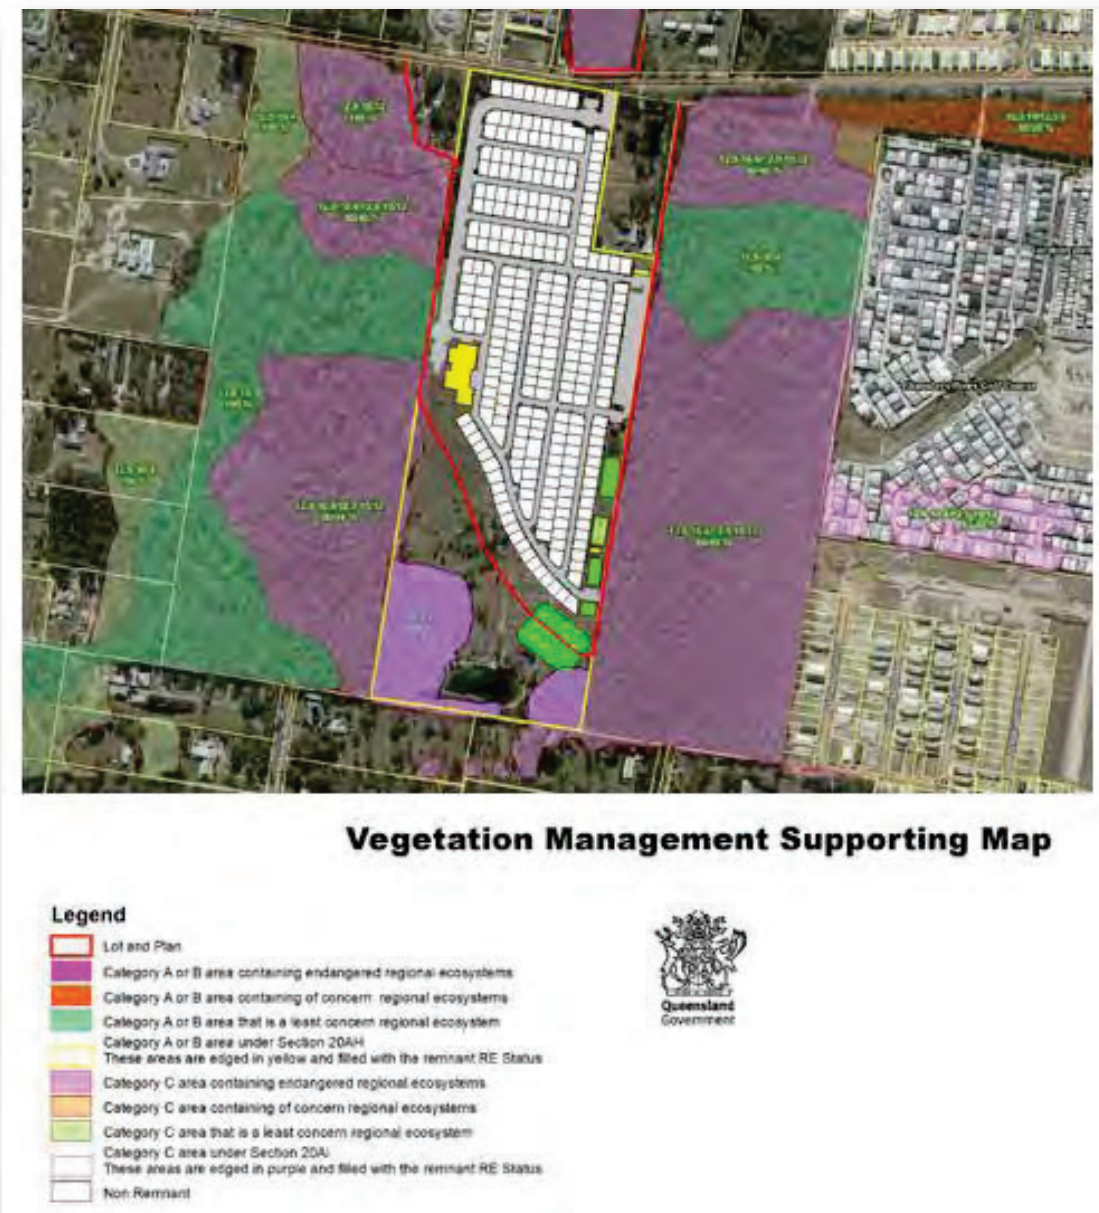 Vegetation Management Supporting Map
Legend
Lot and Plan
Category A or B area containing endangered regional ecosystems
Category A or B area containing of concern regional ecosystems
Category A or B area that is a least concern regional ecosystem
Category A or B area under Section 20AH
These areas are edged in yellow and filled with the remnant RE Status
Category C area containing endangered regional ecosystems
Category C area containing of concern regional ecosystems
Category C area that is a least concern regional ecosystem
Category C area under Section 20AI
These areas are edged in purple and filled with the remnant RE Status
Non Remnant
Queensland
Government